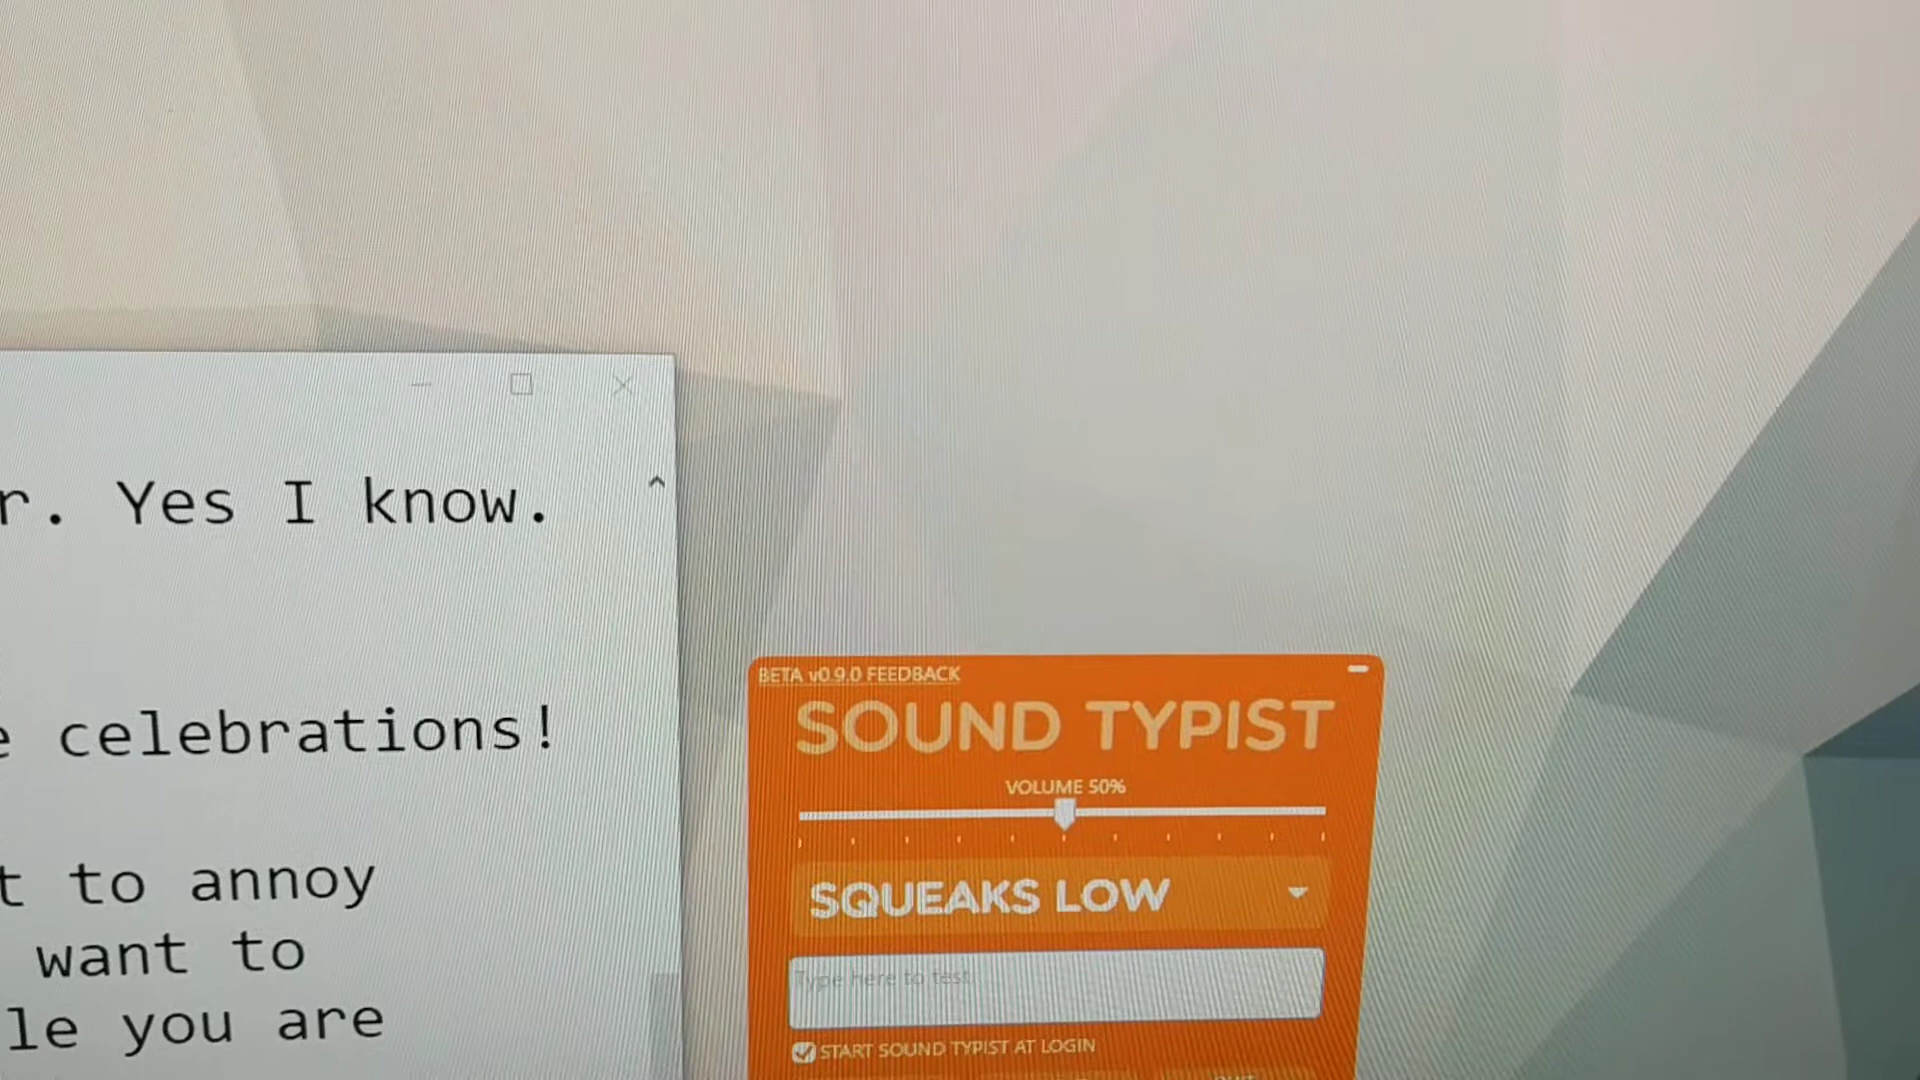 r. Yes I know.
e celebrations!
t to annoy
want to
le you are
BETA v0.9.0 FEEDBACK
SOUND TYPIST
VOLUME 50%
SQUEAKS LOW
Type here to test
START SOUND TYPIST AT LOGIN